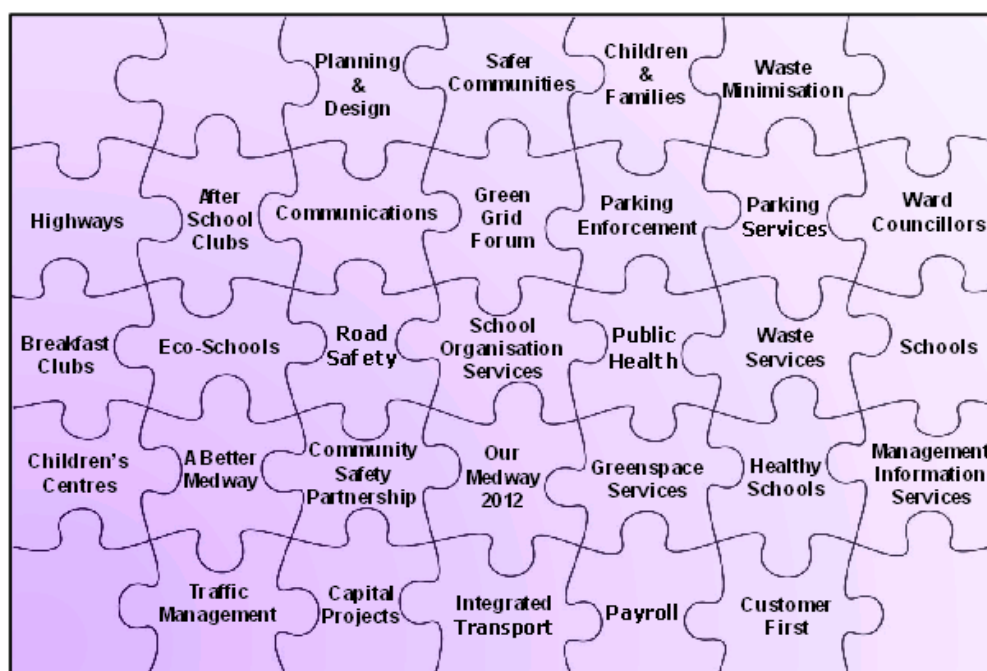 Planning
&
Design
Safer
Communities
Children
&
Families
Waste
Minimisation
Highways
After
School
Clubs
Communications
Green
Grid
Forum
Parking
Enforcement
Parking
Services
Ward
Councillors
Breakfast
Clubs
Eco-Schools
Road
Safety
School
Organisation
Services
Public
Health
Waste
Services
Schools
Children's
Centres
A Better
Medway
Community
Safety
Partnership
Our
Medway
2012
Greenspace
Services
Healthy
Schools
Management
Information
Services
Traffic
Management
Capital
Projects
Integrated
Transport
Payroll
Customer
First